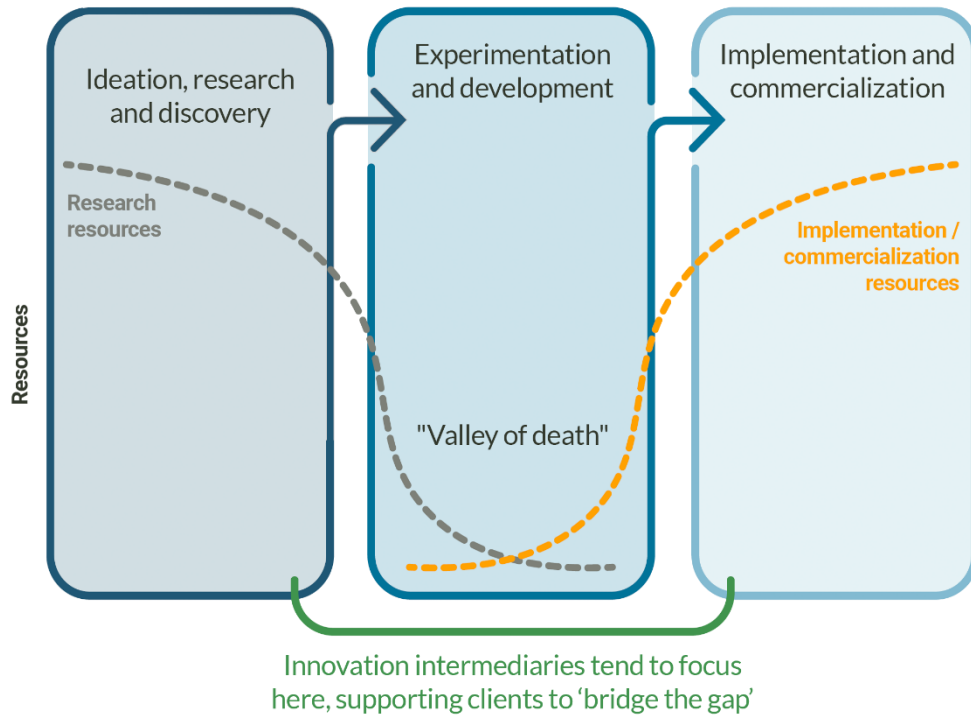 Ideation, research
and discovery
Experimentation
and development
Implementation and
commercialization
Research
resources
Implementation /
commercialization
resources
Resources
"Valley of death"
Innovation intermediaries tend to focus
here, supporting clients to ‘bridge the gap’